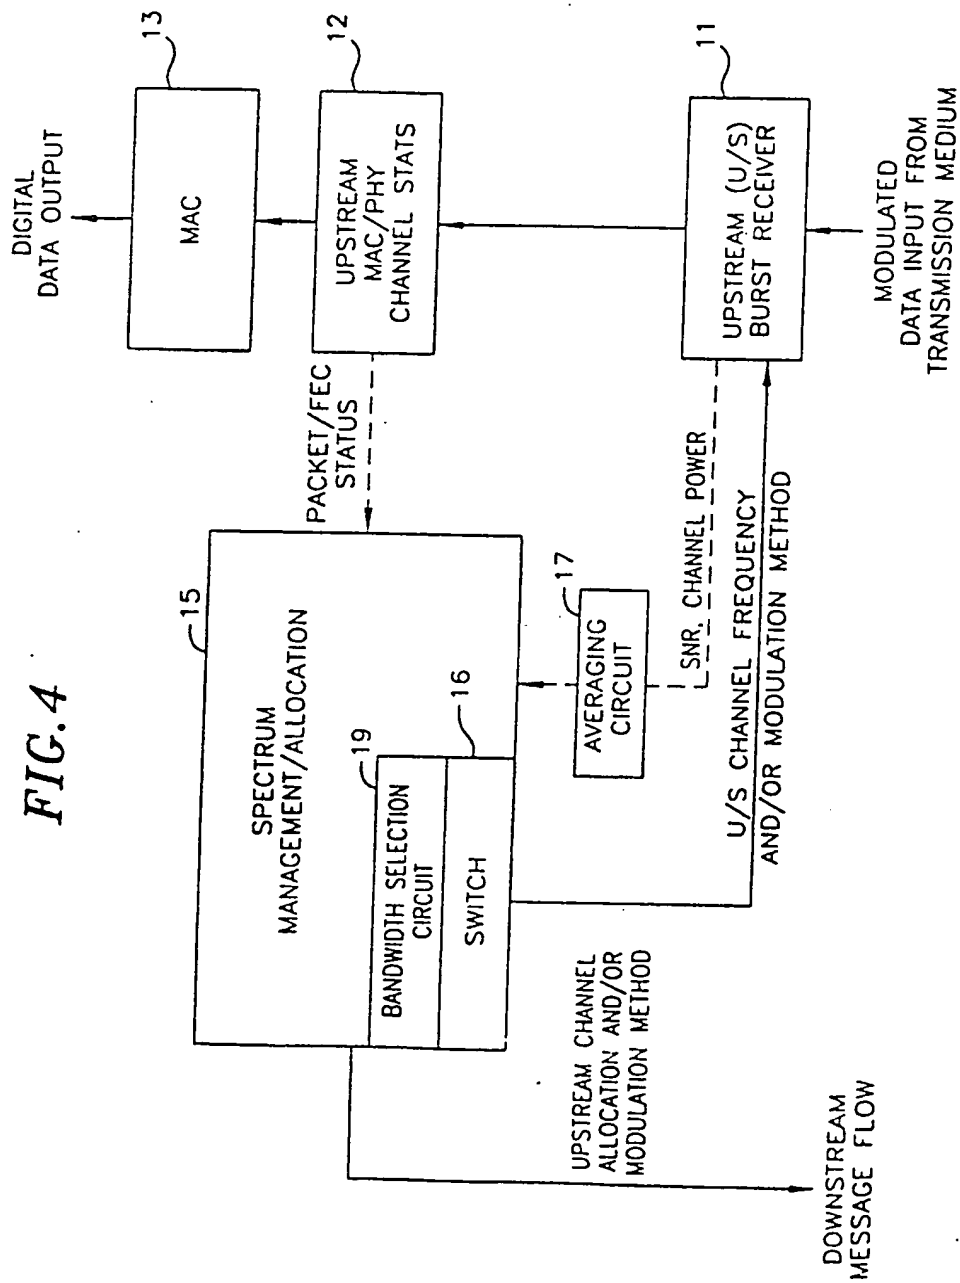 FIG.4
DIGITAL
DATA OUTPUT
13
MAC
12
UPSTREAM
MAC/PHY
CHANNEL STATS
11
UPSTREAM (U/S)
BURST RECEIVER
MODULATED
DATA INPUT FROM
TRANSMISSION MEDIUM
PACKET/FEC
STATUS
15
SPECTRUM
MANAGEMENT/ALLOCATION
19
BANDWIDTH SELECTION
CIRCUIT
16
SWITCH
17
AVERAGING
CIRCUIT
SNR, CHANNEL POWER
U/S CHANNEL FREQUENCY
AND/OR MODULATION METHOD
UPSTREAM CHANNEL
ALLOCATION AND/OR
MODULATION METHOD
DOWNSTREAM
MESSAGE FLOW